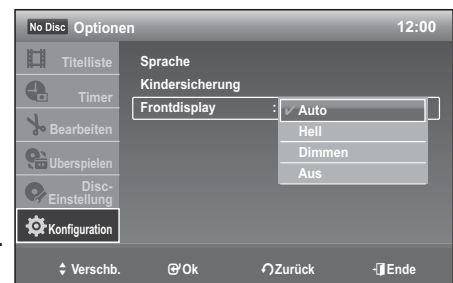 No Disc Optionen 12:00
Titelliste
Timer
Bearbeiten
Uberspielen
Disc-
Einstellung
Konfiguration
Sprache
Kindersicherung
Frontdisplay : ✓ Auto
Hell
Dimmen
Aus
Verschb. Ok Zurück Ende